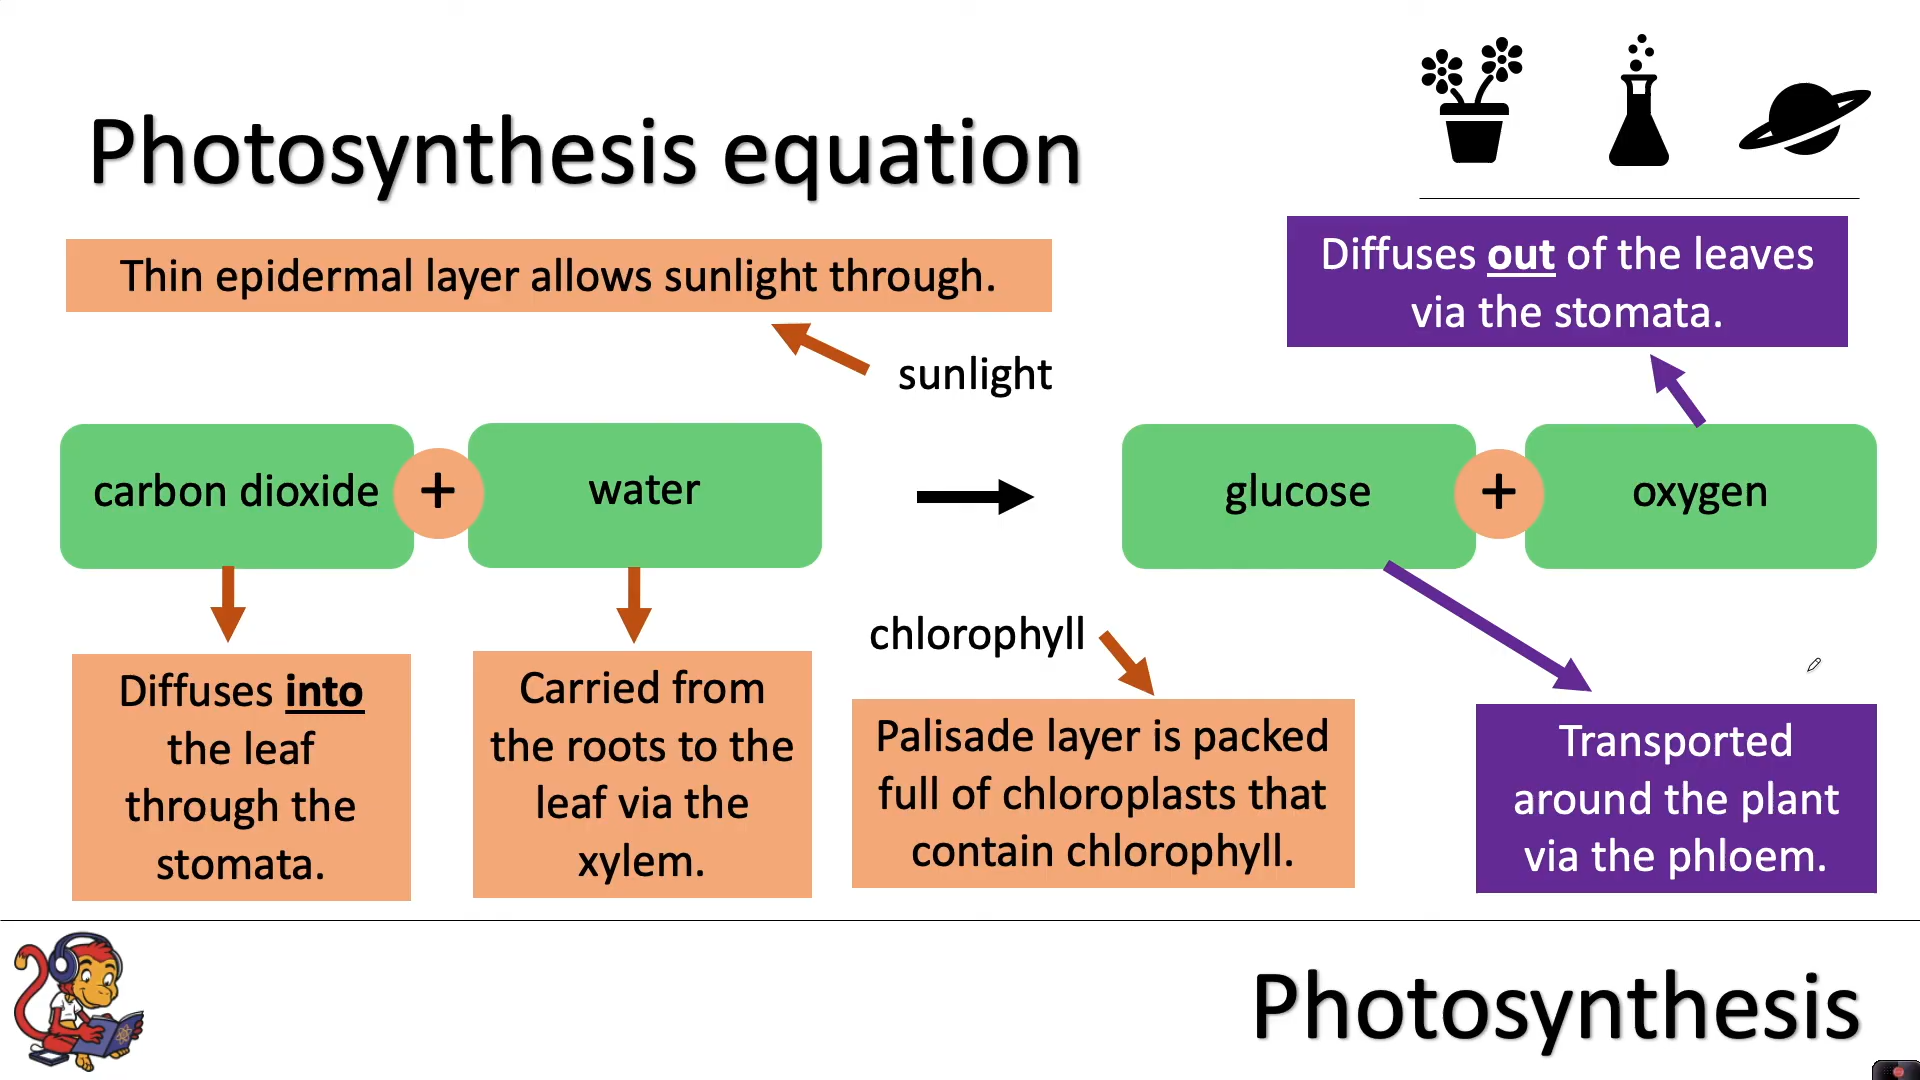 Photosynthesis equation
Thin epidermal layer allows sunlight through.
Diffuses out of the leaves
via the stomata.
sunlight
carbon dioxide + water glucose + oxygen
chlorophyll
Diffuses into
the leaf
through the
stomata.
Carried from
the roots to the
leaf via the
xylem.
Palisade layer is packed
full of chloroplasts that
contain chlorophyll.
Transported
around the plant
via the phloem.
Photosynthesis